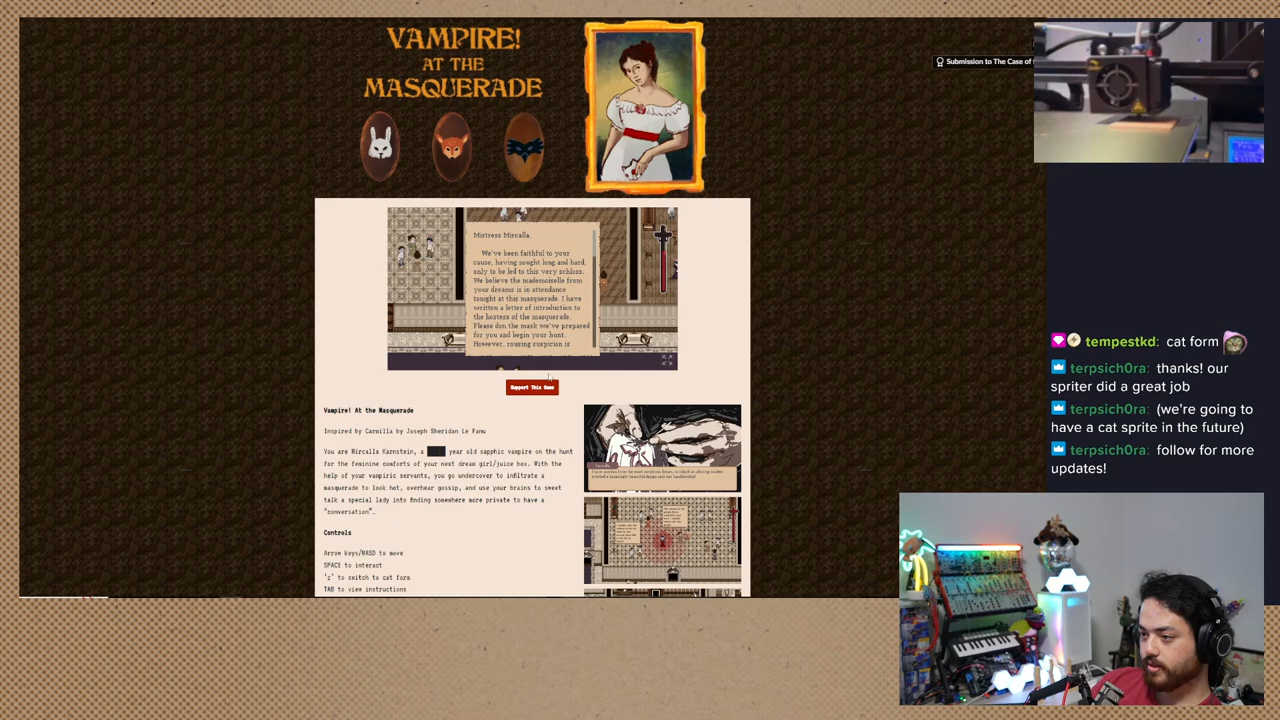 VAMPIRE!
AT THE
MASQUERADE
Submission to The Case of
Mistress Mircalla,
We've been faithful to your
cause, having sought long and hard,
only to be led to this very schloss.
We believe the mademoiselle from
your dreams is in attendance
tonight at this masquerade. I have
written a letter of introduction to
the hostess of the masquerade.
Please don the mask we've prepared
for you and begin your hunt.
However, rousing suspicion is
Support This Game
Vampire! At the Masquerade
Inspired by Carmilla by Joseph Sheridan Le Fanu
You are Mircalla Karnstein, a year old sapphic vampire on the hunt
for the feminine comforts of your next dream girl/juice box. With the
help of your vampiric servants, you go undercover to infiltrate a
masquerade to look hot, overhear gossip, and use your brains to sweet
talk a special lady into finding somewhere more private to have a
"conversation"…
Controls
Arrow keys/WASD to move
SPACE to interact
'z' to switch to cat form
TAB to view instructions
tempestkd: cat form
terpsich0ra: thanks! our
spriter did a great job
terpsich0ra: (we're going to
have a cat sprite in the future)
terpsich0ra: follow for more
updates!